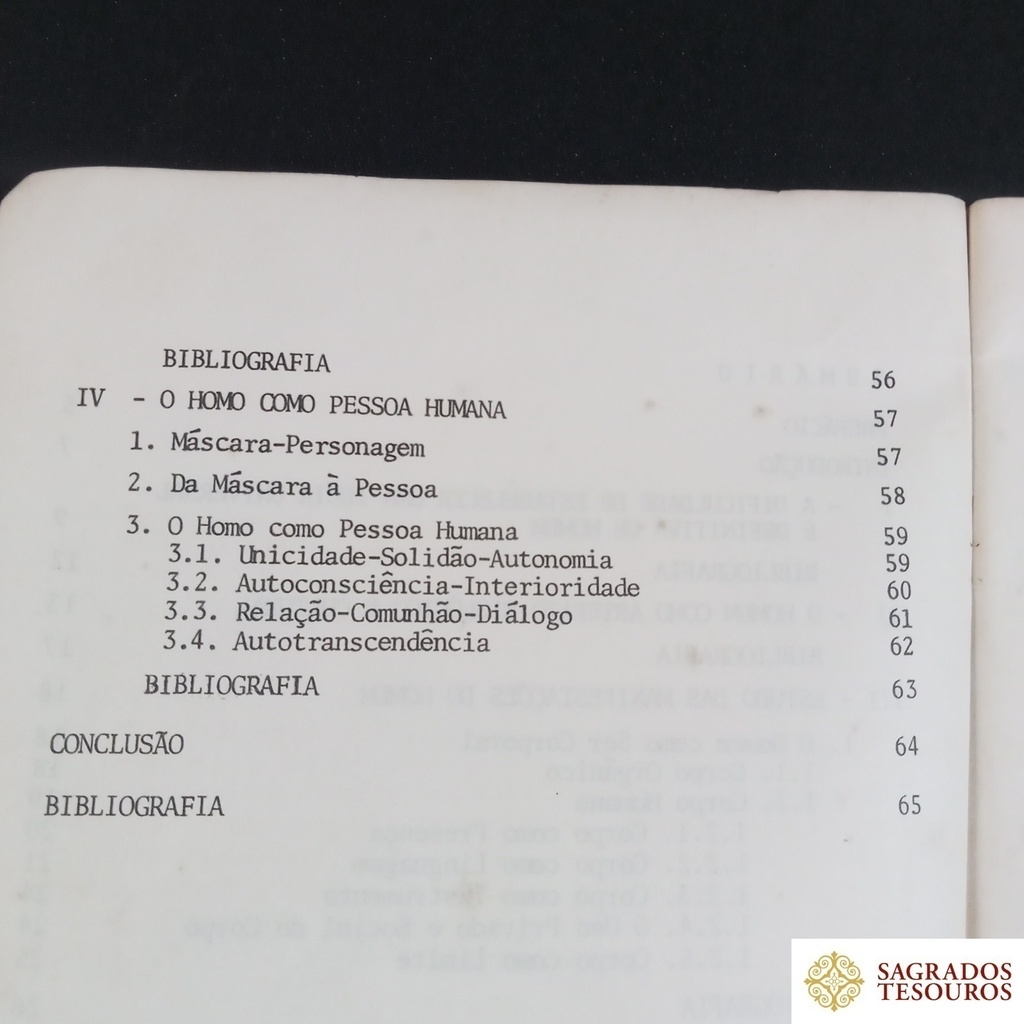 BIBLIOGRAFIA 56
IV - O HOMO COMO PESSOA HUMANA 57
1. Máscara-Personagem 57
2. Da Máscara à Pessoa 58
3. O Homo como Pessoa Humana 59
3.1. Unicidade-Solidão-Autonomia 59
3.2. Autoconsciência-Interioridade 60
3.3. Relação-Comunhão-Diálogo 61
3.4. Autotranscendência 62
BIBLIOGRAFIA 63
CONCLUSÃO 64
BIBLIOGRAFIA 65
SAGRADOS
TESOUROS